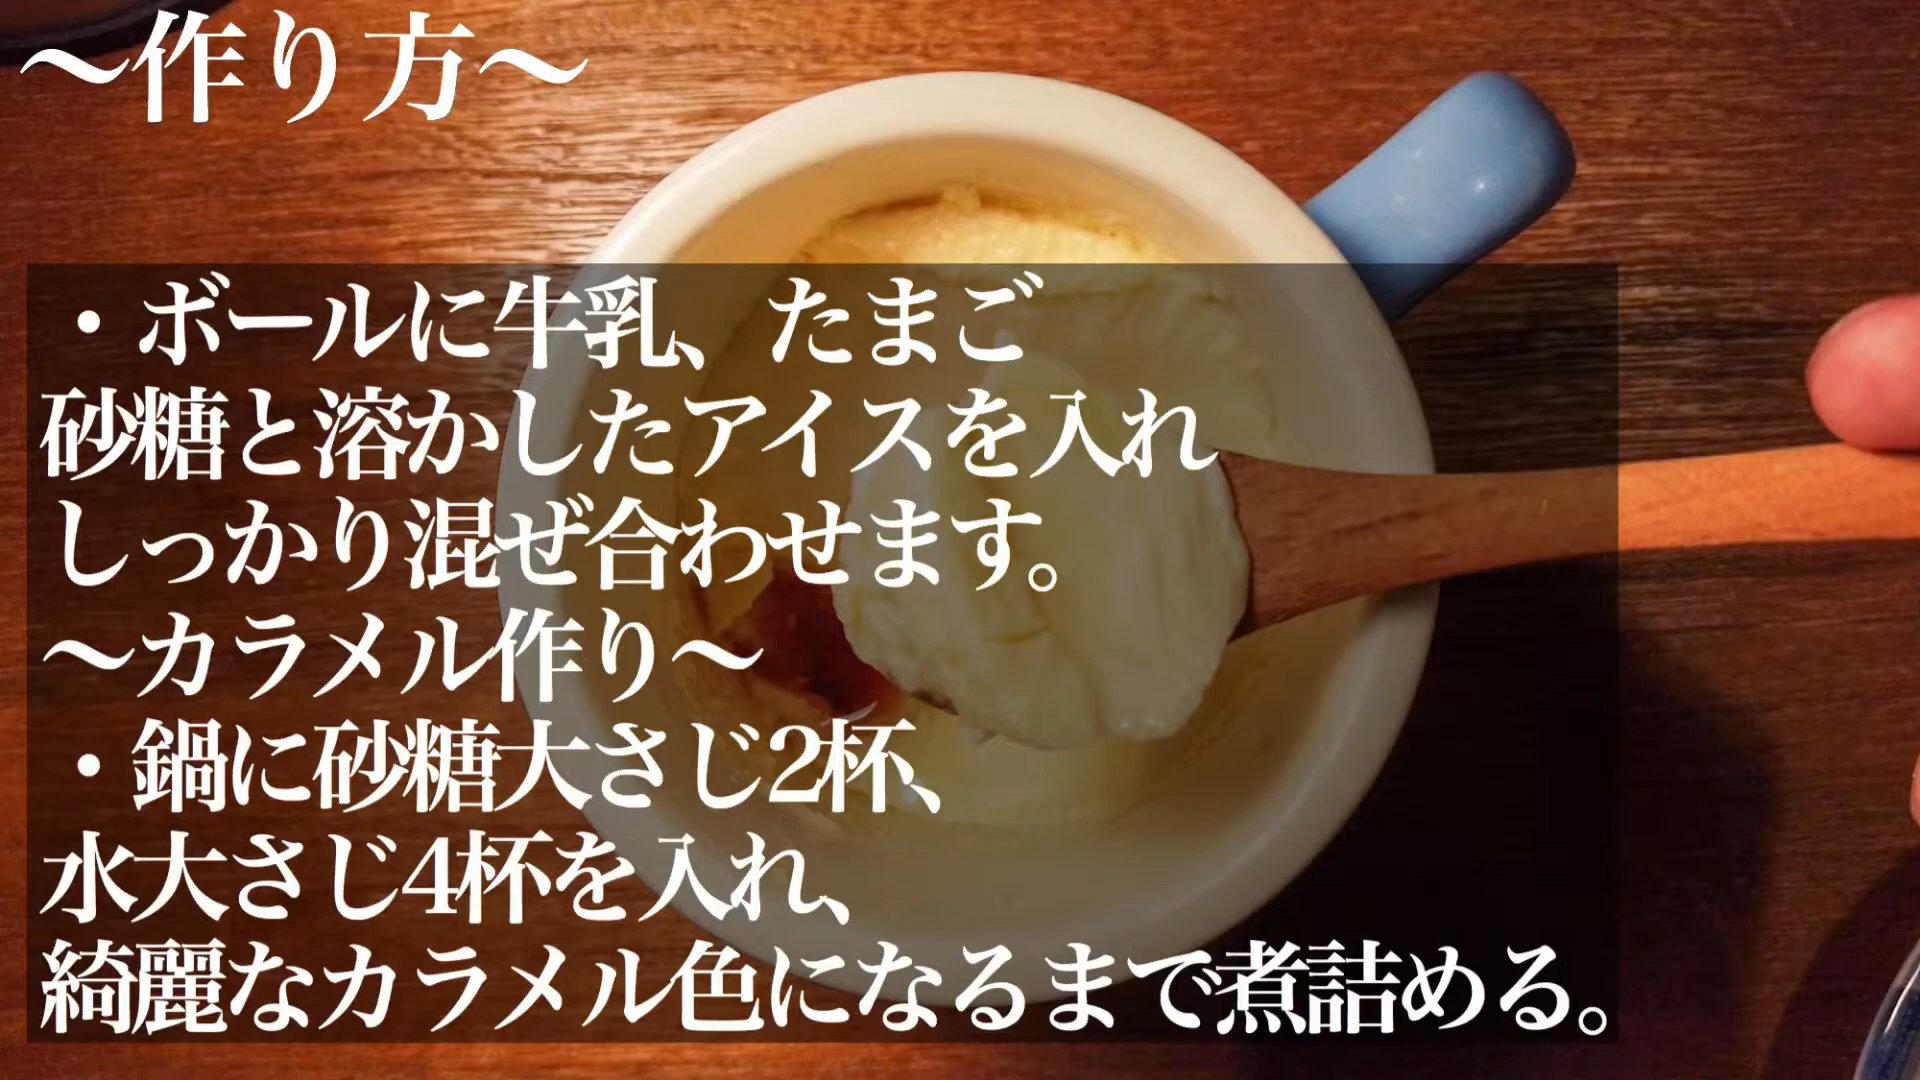 ～作り方～
・ボールに牛乳、たまご
砂糖と溶かしたアイスを入れ
しっかり混ぜ合わせます。
～カラメル作り～
・鍋に砂糖大さじ2杯、
水大さじ4杯を入れ、
綺麗なカラメル色になるまで煮詰める。